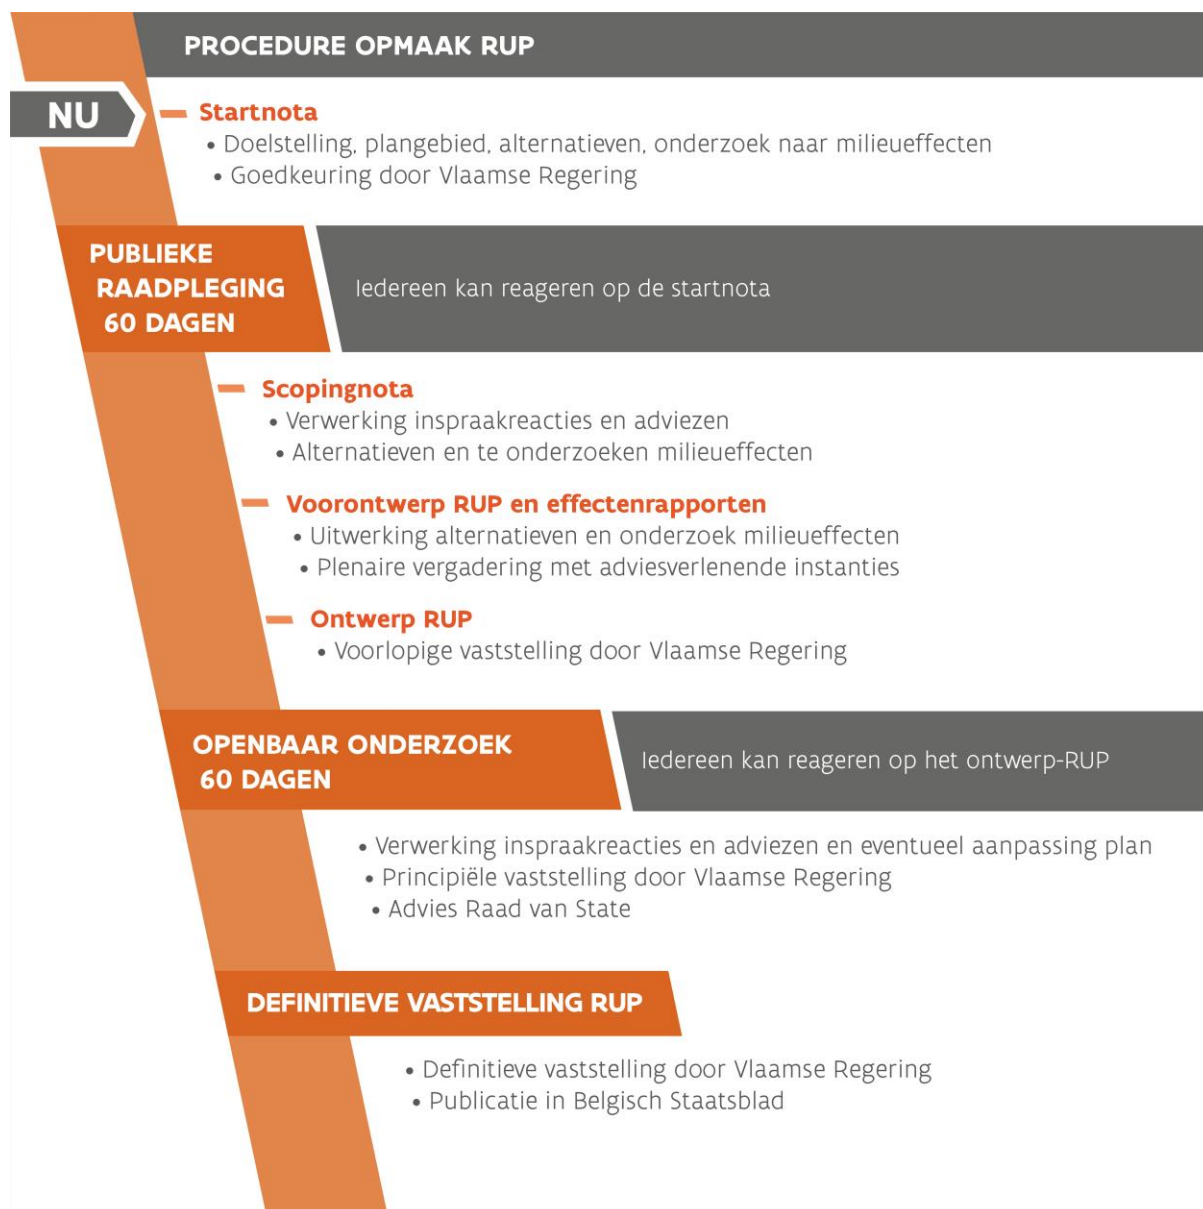 PROCEDURE OPMAAK RUP
NU
Startnota
• Doelstelling, plangebied, alternatieven, onderzoek naar milieueffecten
• Goedkeuring door Vlaamse Regering
PUBLIEKE
RAADPLEGING
60 DAGEN
Iedereen kan reageren op de startnota
Scopingnota
• Verwerking inspraakreacties en adviezen
• Alternatieven en te onderzoeken milieueffecten
Voorontwerp RUP en effectenrapporten
• Uitwerking alternatieven en onderzoek milieueffecten
• Plenaire vergadering met adviesverlenende instanties
Ontwerp RUP
• Voorlopige vaststelling door Vlaamse Regering
OPENBAAR ONDERZOEK
60 DAGEN
Iedereen kan reageren op het ontwerp-RUP
• Verwerking inspraakreacties en adviezen en eventueel aanpassing plan
• Principiële vaststelling door Vlaamse Regering
• Advies Raad van State
DEFINITIEVE VASTSTELLING RUP
• Definitieve vaststelling door Vlaamse Regering
• Publicatie in Belgisch Staatsblad